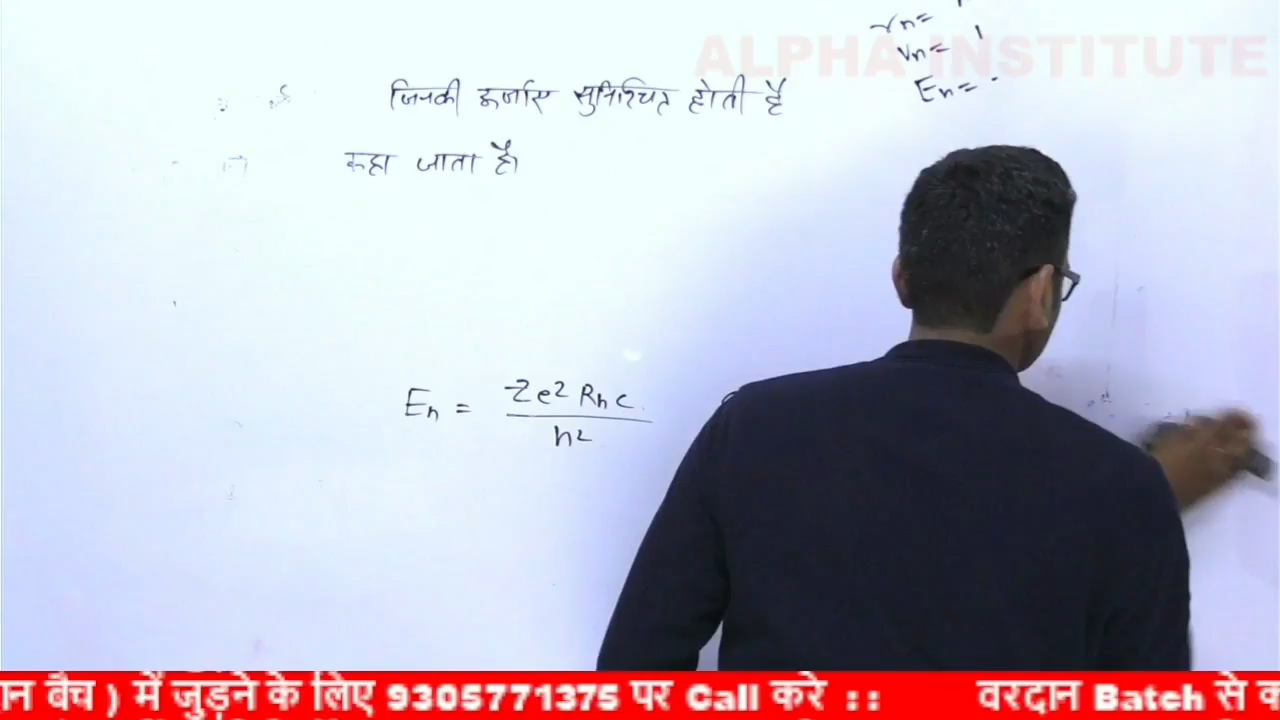 rn=
ALPHA INSTITUTE
vn=
En=-
जिनकी ऊर्जाए सुनिश्चित होती है
कहा जाता है।
En = -Ze² Rhc
n²
ान बैच ) में जुड़ने के लिए 9305771375 पर Call करे : : वरदान Batch से क